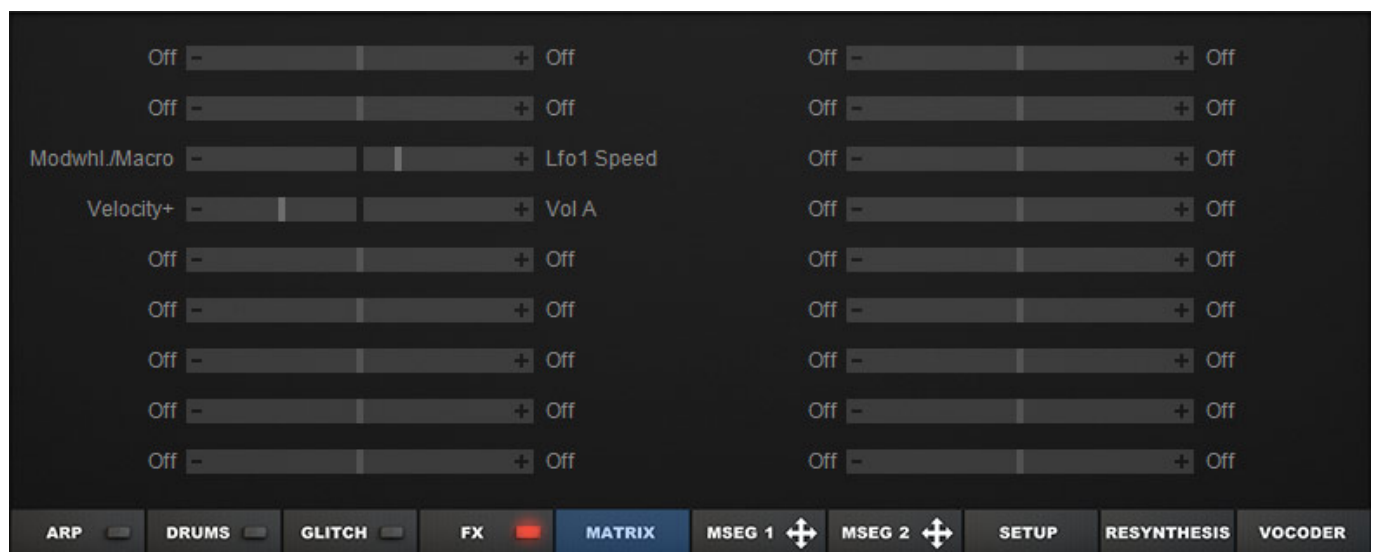 Off - + Off Off - + Off
Off - + Off Off - + Off
Modwhl./Macro - + Lfo1 Speed Off - + Off
Velocity+ - + Vol A Off - + Off
Off - + Off Off - + Off
Off - + Off Off - + Off
Off - + Off Off - + Off
Off - + Off Off - + Off
Off - + Off Off - + Off
ARP DRUMS GLITCH FX MATRIX MSEG 1 MSEG 2 SETUP RESYNTHESIS VOCODER